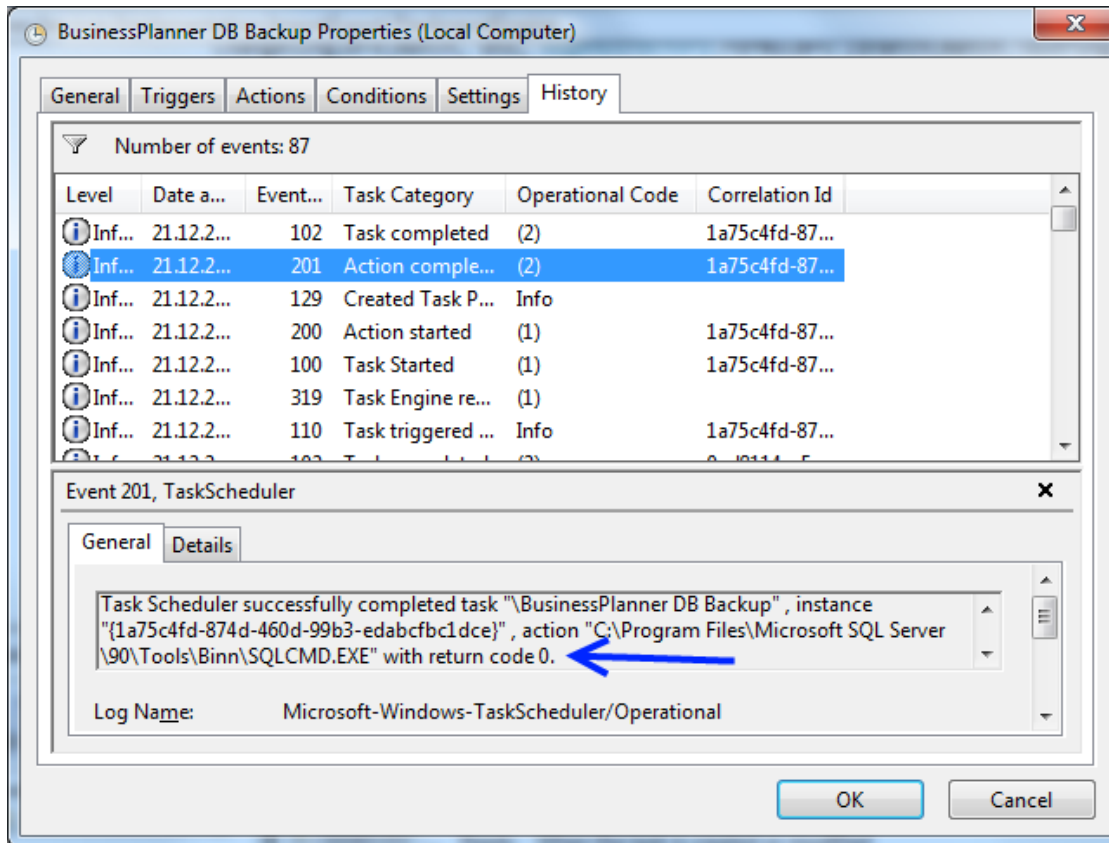 BusinessPlanner DB Backup Properties (Local Computer)
General Triggers Actions Conditions Settings History
Number of events: 87
Level Date a... Event... Task Category Operational Code Correlation Id
Inf... 21.12.2... 102 Task completed (2) 1a75c4fd-87...
Inf... 21.12.2... 201 Action comple... (2) 1a75c4fd-87...
Inf... 21.12.2... 129 Created Task P... Info
Inf... 21.12.2... 200 Action started (1) 1a75c4fd-87...
Inf... 21.12.2... 100 Task Started (1) 1a75c4fd-87...
Inf... 21.12.2... 319 Task Engine re... (1)
Inf... 21.12.2... 110 Task triggered ... Info 1a75c4fd-87...
Event 201, TaskScheduler
General Details
Task Scheduler successfully completed task "\BusinessPlanner DB Backup" , instance
"{1a75c4fd-874d-460d-99b3-edabcfbc1dce}" , action "C:\Program Files\Microsoft SQL Server
\90\Tools\Binn\SQLCMD.EXE" with return code 0.
Log Name: Microsoft-Windows-TaskScheduler/Operational
OK Cancel